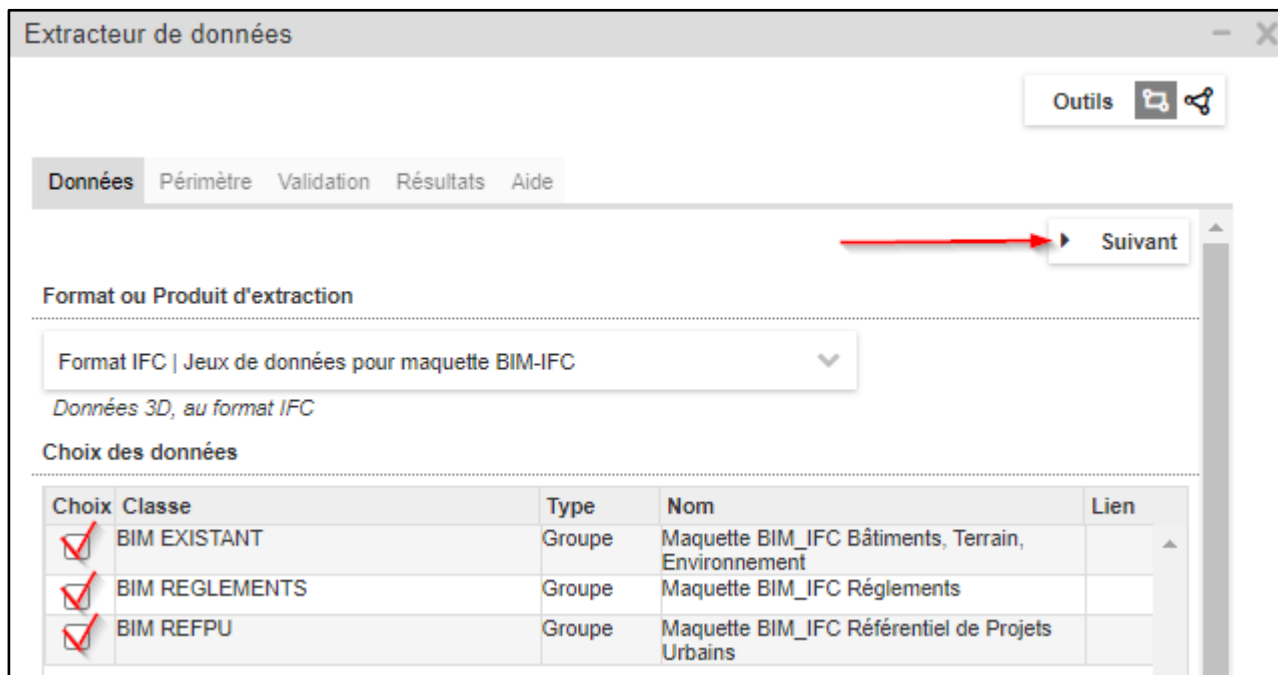 Extracteur de données
Outils
Données Périmètre Validation Résultats Aide
Suivant
Format ou Produit d'extraction
Format IFC | Jeux de données pour maquette BIM-IFC
Données 3D, au format IFC
Choix des données
Choix Classe Type Nom Lien
BIM EXISTANT Groupe Maquette BIM_IFC Bâtiments, Terrain,
Environnement
BIM REGLEMENTS Groupe Maquette BIM_IFC Réglements
BIM REFPU Groupe Maquette BIM_IFC Référentiel de Projets
Urbains